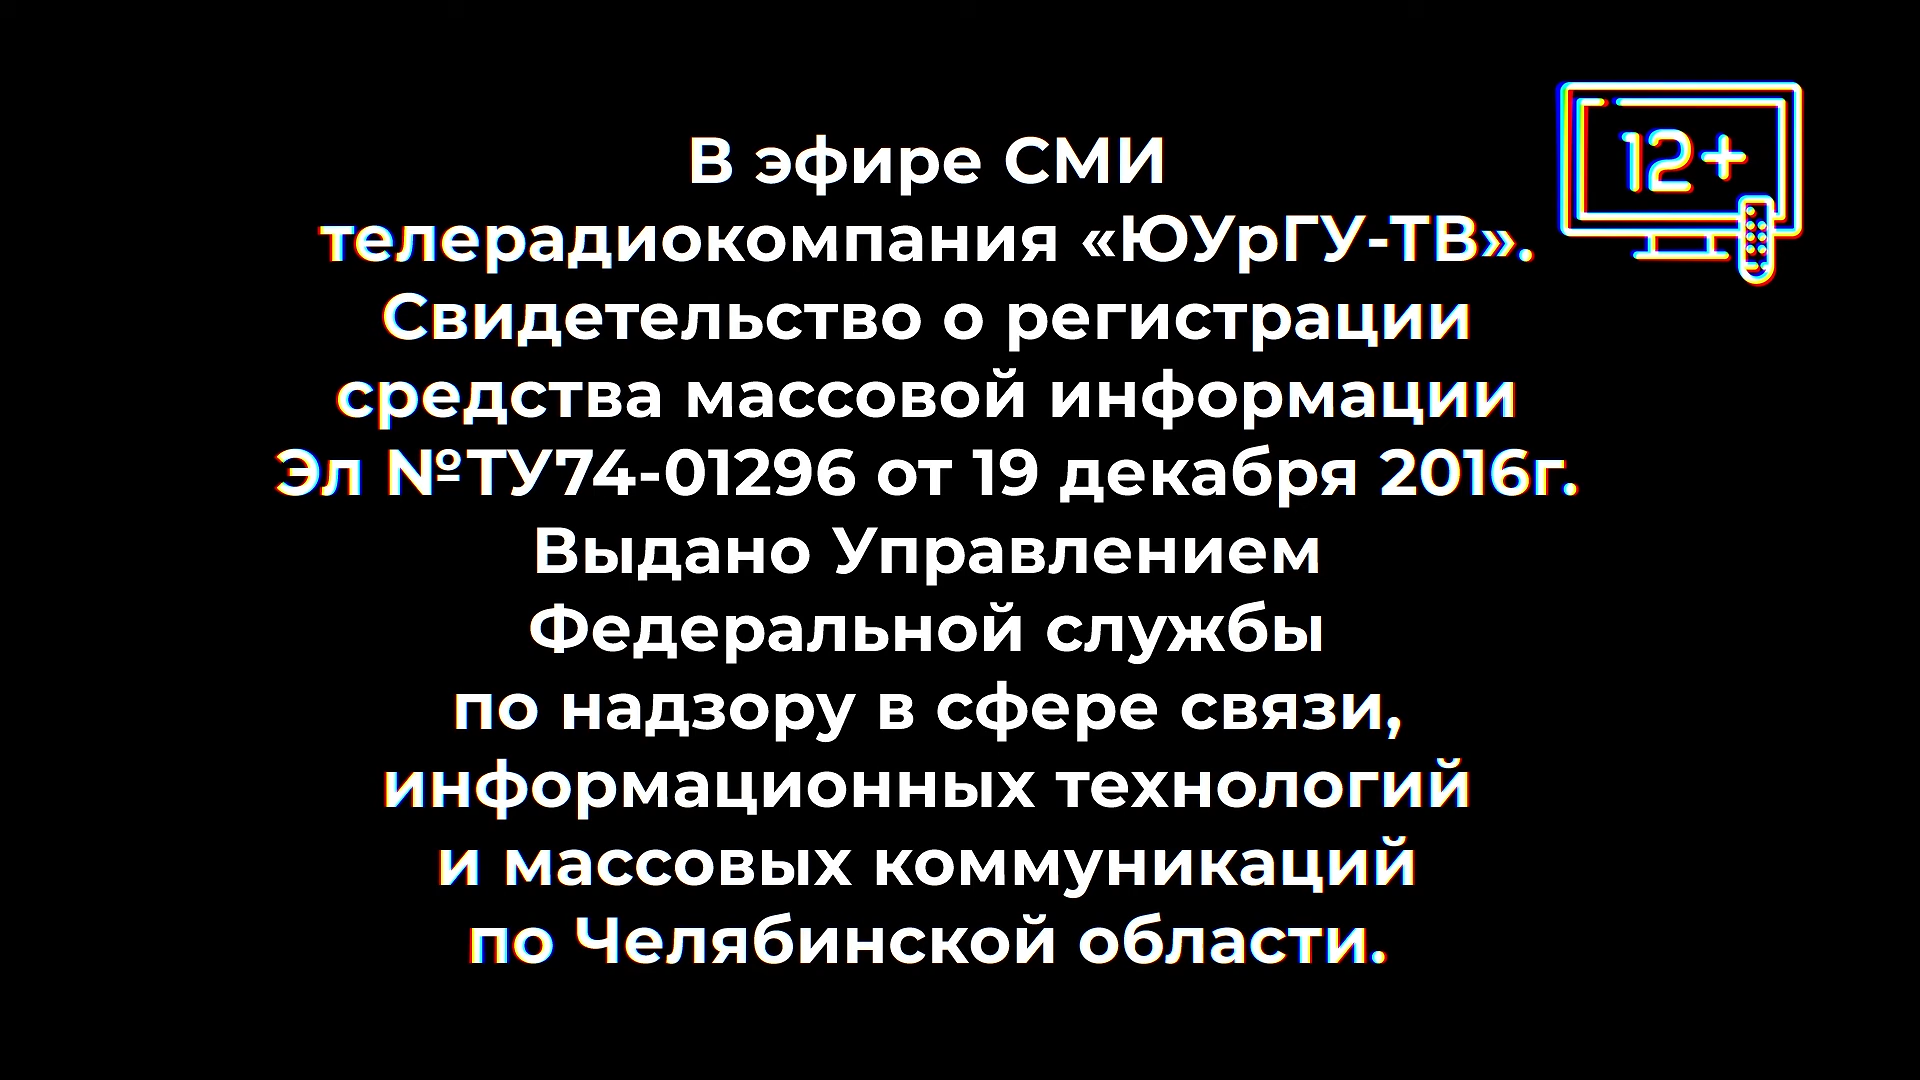 В эфире СМИ
телерадиокомпания «ЮУрГУ-ТВ».
Свидетельство о регистрации
средства массовой информации
Эл №ТУ74-01296 от 19 декабря 2016г.
Выдано Управлением
Федеральной службы
по надзору в сфере связи,
информационных технологий
и массовых коммуникаций
по Челябинской области.
12+